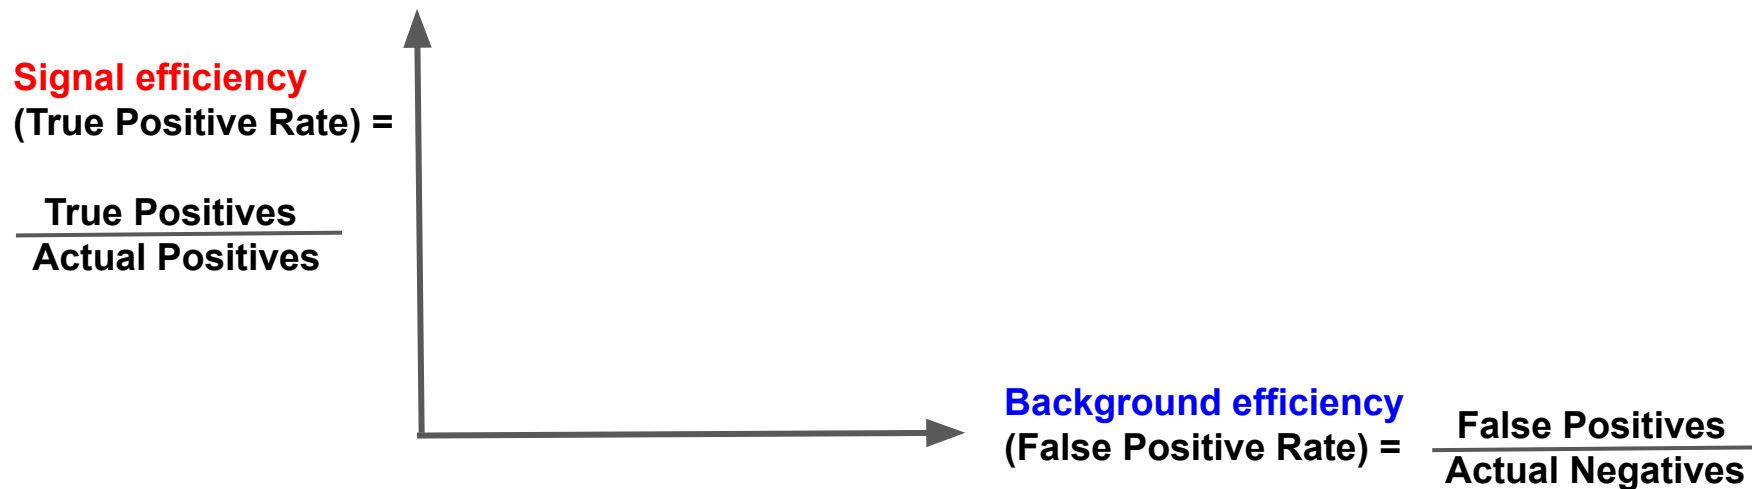 Signal efficiency
(True Positive Rate) =
True Positives
Actual Positives
Background efficiency
(False Positive Rate) =
False Positives
Actual Negatives